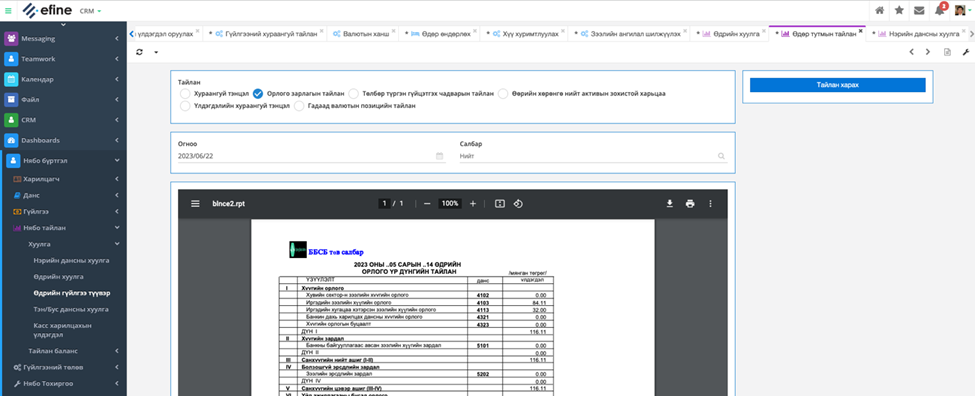 efine CRM
3
үлдэгдэл оруулах
Гүйлгээний хураангуй тайлан
Валютын ханш
Өдөр өндөрлөх
Хүү хуримтлуулах
Зээлийн ангилал шилжүүлэх
Өдрийн хуулга
Өдөр тутмын тайлан
Нэрийн дансны хуулга
Messaging
Teamwork
Календар
Файл
CRM
Dashboards
Нябо бүртгэл
Харилцагч
Данс
Гүйлгээ
Нябо тайлан
Хуулга
Нэрийн дансны хуулга
Өдрийн хуулга
Өдрийн гүйлгээ түүвэр
Тэн/Бус дансны хуулга
Касс харилцахын
үлдэгдэл
Тайлан баланс
Гүйлгээний төлөв
Нябо Тохиргоо
Тайлан
Хураангуй тэнцэл Орлого зарлагын тайлан Төлбөр түргэн гүйцэтгэх чадварын тайлан Өөрийн хөрөнгө нийт активын зохистой харьцаа
Үлдэгдэлийн хураангуй тэнцэл Гадаад валютын позицийн тайлан
Тайлан харах
Огноо Салбар
2023/06/22 Нийт
blnce2.rpt 1 / 1 100%
ББСБ төв салбар
2023 ОНЫ ..05 САРЫН ..14 ӨДРИЙН
ОРЛОГО ҮР ДҮНГИЙН ТАЙЛАН /мянган төгрөг/
ҮЗҮҮЛЭЛТ данс үлдэгдэл
I Хүүгийн орлого
Хувийн сектор-н зээлийн хүүгийн орлого 4102 0.00
Иргэдийн зээлийн хүүгийн орлого 4103 84.11
Иргэдийн хугацаа хэтэрсэн зээлийн хүүгийн орлого 4113 32.00
Банкин дахь харилцах дансны хүүгийн орлого 4321 0.00
Хүүгийн орлогын буцаалт 4323 0.00
ДҮН I 116.11
II Хүүгийн зардал
Банкны байгууллагаас авсан зээлийн хүүгийн зардал 5101 0.00
ДҮН II 0.00
III Санхүүгийн нийт ашиг (I-II) 116.11
IV Болзошгүй эрсдлийн зардал
Зээлийн эрсдлийн зардал 5202 0.00
ДҮН IV 0.00
V Санхүүгийн цэвэр ашиг (III-IV) 116.11